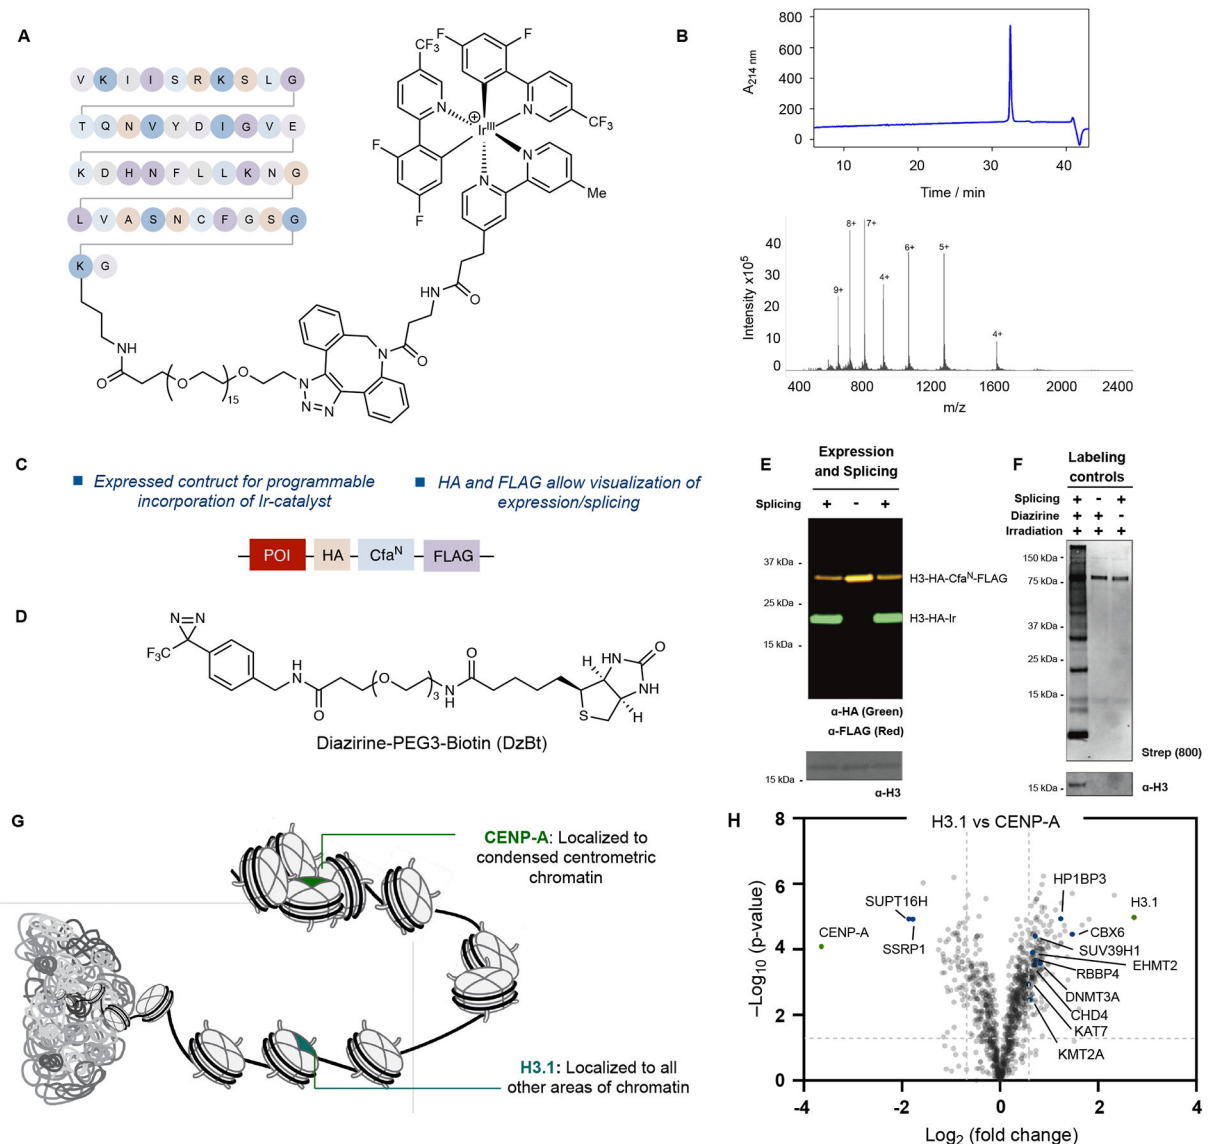 A
V K I I S R K S L G
T Q N V Y D I G V E
K D H N F L L K N G
L V A S N C F G S G
K G
F
F
CF₃
N
⊕
Ir^III
N
CF₃
F
N
N
Me
F
HN
O
NH
O
O
O
15
N
N
O
N=N
B
A₂₁₄ nm
800
600
400
200
0
10 20 30 40
Time / min
Intensity x10⁵
40
30
20
10
0
9+ 8+ 7+ 4+ 6+ 5+ 4+
400 800 1200 1600 2000 2400
m/z
C
Expressed contruct for programmable
incorporation of Ir-catalyst
HA and FLAG allow visualization of
expression/splicing
POI HA Cfa^N FLAG
D
N=N
F₃C
H
N
O
O
3
N
H
O
H
HN
O
NH
S
H
Diazirine-PEG3-Biotin (DzBt)
E
Expression
and Splicing
Splicing + - +
37 kDa -
25 kDa -
15 kDa -
H3-HA-Cfa^N-FLAG
H3-HA-Ir
α-HA (Green)
α-FLAG (Red)
15 kDa -
α-H3
F
Labeling
controls
Splicing + - +
Diazirine + + -
Irradiation + + +
150 kDa -
75 kDa -
37 kDa -
25 kDa -
15 kDa -
Strep (800)
15 kDa -
α-H3
G
CENP-A: Localized to
condensed centrometric
chromatin
H3.1: Localized to all
other areas of chromatin
H
H3.1 vs CENP-A
–Log₁₀ (p-value)
8
6
4
2
0
SUPT16H
SSRP1
CENP-A
HP1BP3
H3.1
CBX6
SUV39H1
EHMT2
RBBP4
DNMT3A
CHD4
KAT7
KMT2A
-4 -2 0 2 4
Log₂ (fold change)